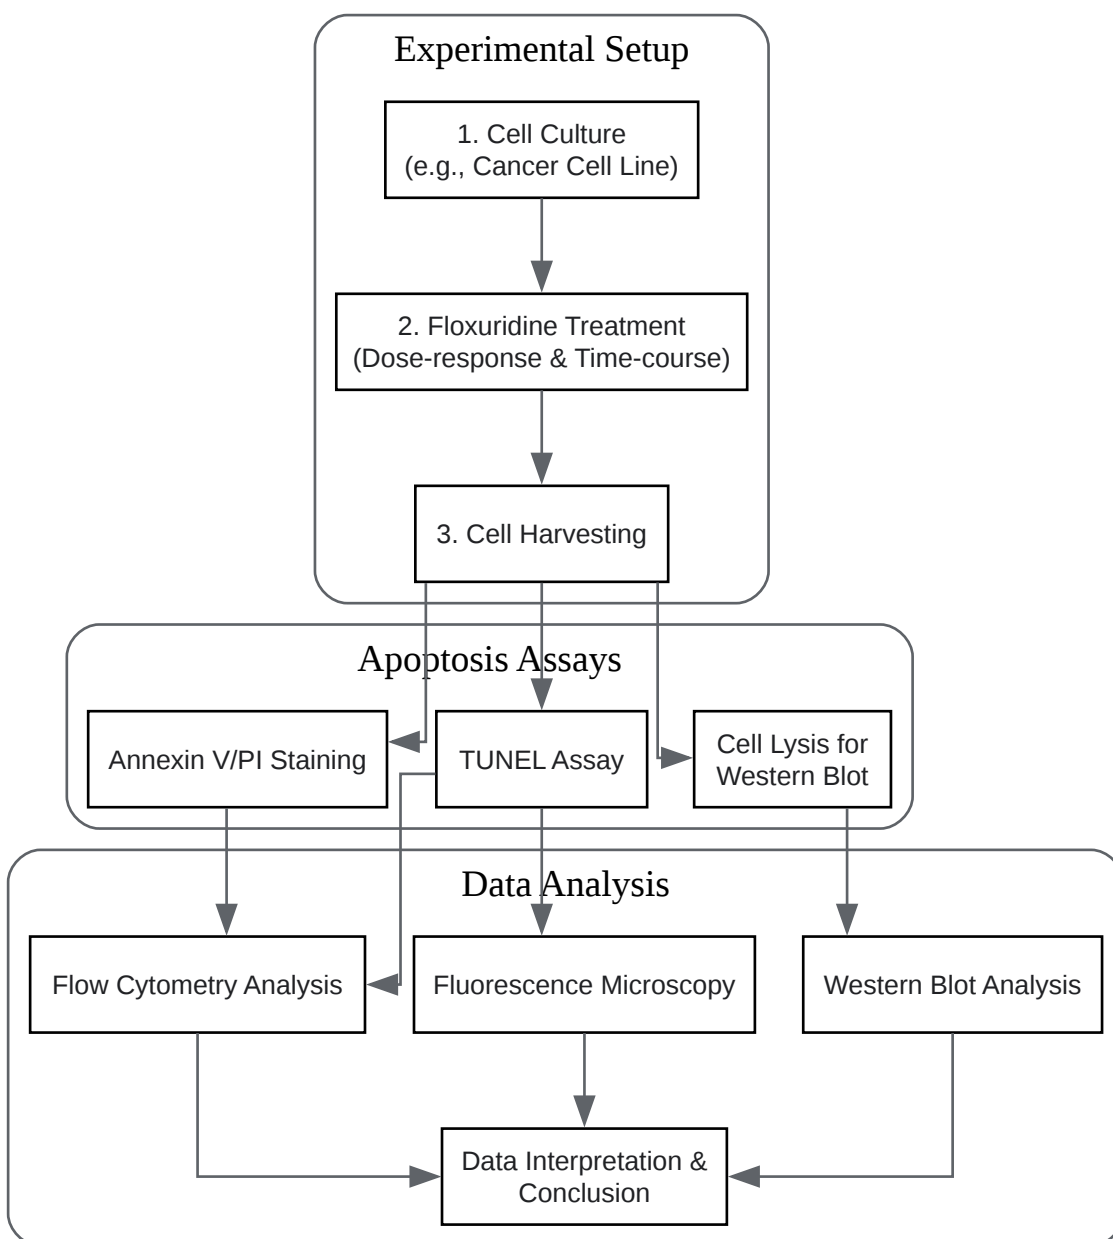 Experimental Setup
1. Cell Culture
(e.g., Cancer Cell Line)
2. Floxuridine Treatment
(Dose-response & Time-course)
3. Cell Harvesting
Apoptosis Assays
Annexin V/PI Staining
TUNEL Assay
Cell Lysis for
Western Blot
Data Analysis
Flow Cytometry Analysis
Fluorescence Microscopy
Western Blot Analysis
Data Interpretation &
Conclusion